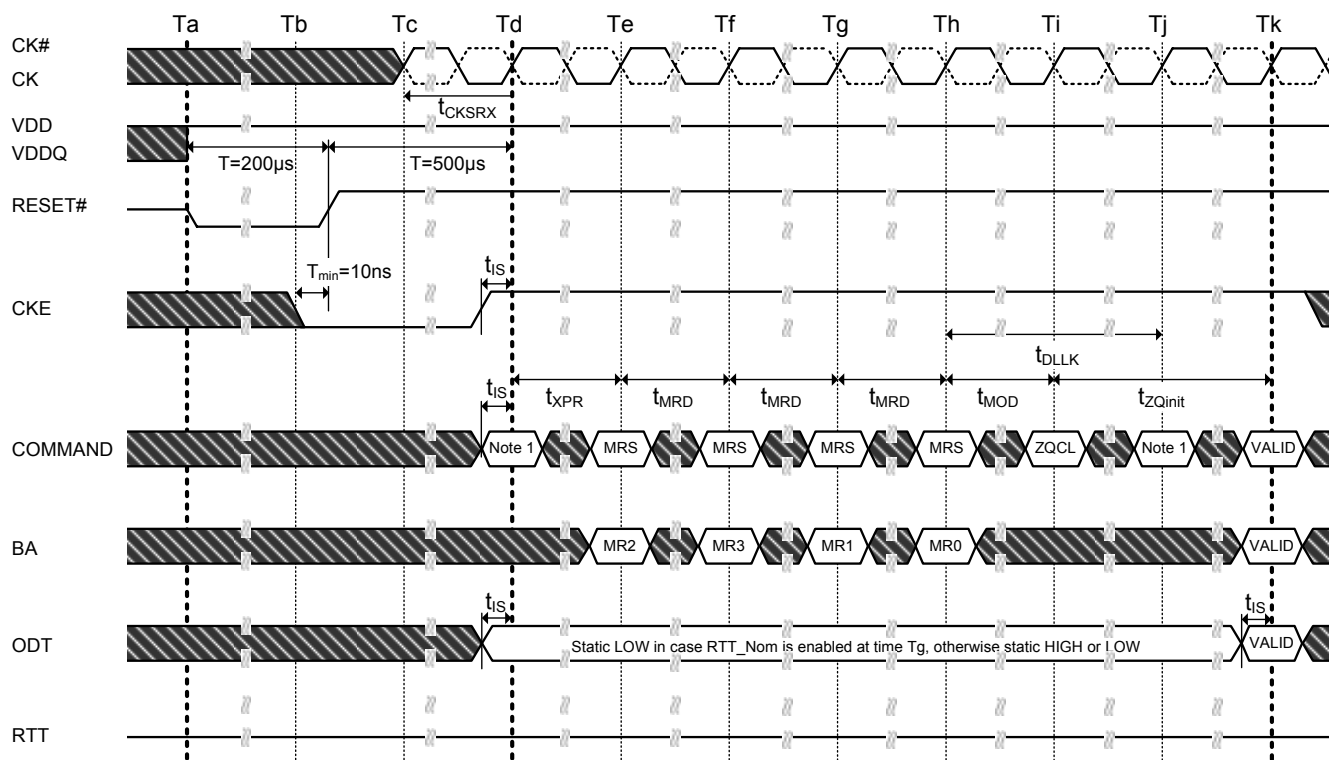 Ta Tb Tc Td Te Tf Tg Th Ti Tj Tk
CK#
CK
tCKSRX
VDD
VDDQ
T=200µs T=500µs
RESET#
Tmin=10ns tIS
CKE
tDLLK
tIS tXPR tMRD tMRD tMRD tMOD tZQinit
COMMAND Note 1 MRS MRS MRS MRS ZQCL Note 1 VALID
BA MR2 MR3 MR1 MR0 VALID
tIS tIS
ODT Static LOW in case RTT_Nom is enabled at time Tg, otherwise static HIGH or LOW VALID
RTT